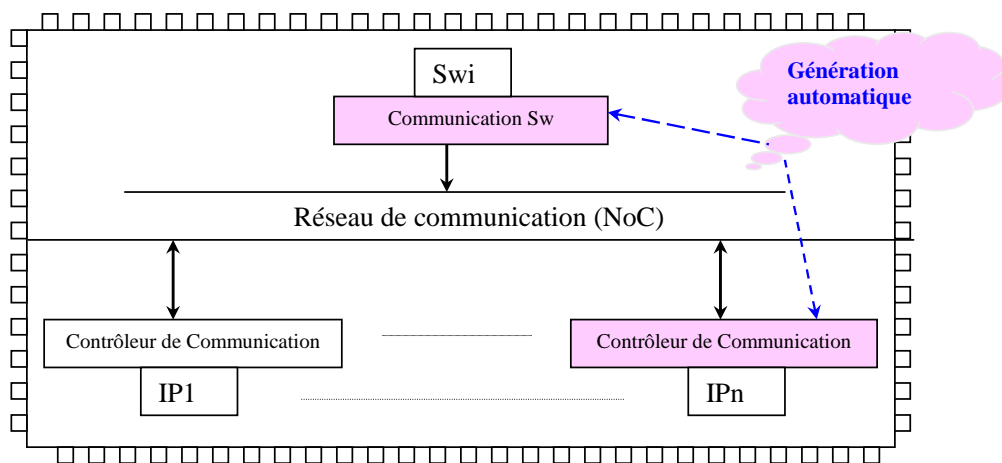 Swi
Génération
automatique
Communication Sw
Réseau de communication (NoC)
Contrôleur de Communication
Contrôleur de Communication
IP1
IPn